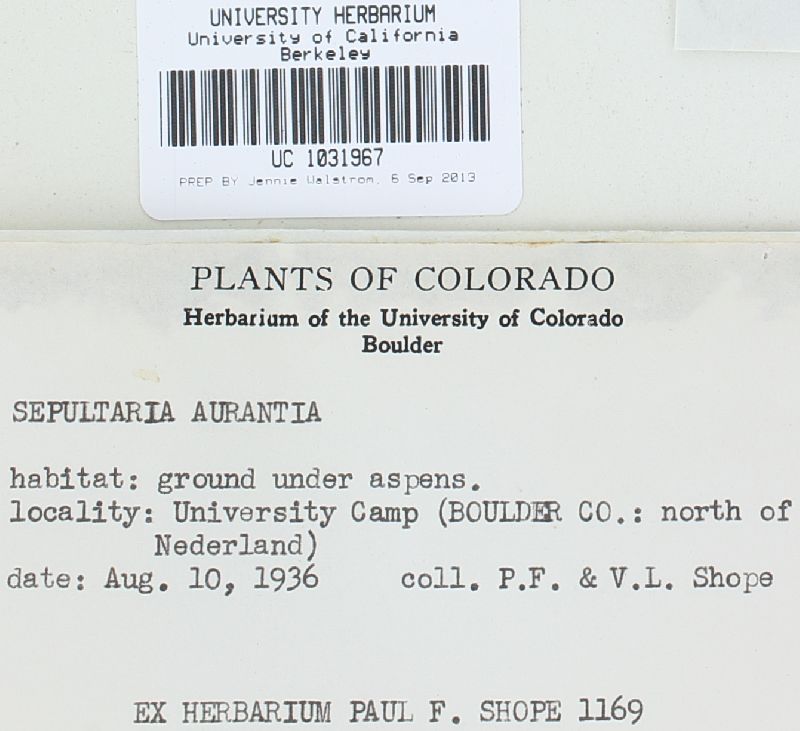 UNIVERSITY HERBARIUM
University of California
Berkeley
UC 1031967
PREP BY Jennie Walstrom, 6 Sep 2013
PLANTS OF COLORADO
Herbarium of the University of Colorado
Boulder
SEPULTARIA AURANTIA
habitat: ground under aspens.
locality: University Camp (BOULDER CO.: north of
Nederland)
date: Aug. 10, 1936 coll. P.F. & V.L. Shope
EX HERBARIUM PAUL F. SHOPE 1169